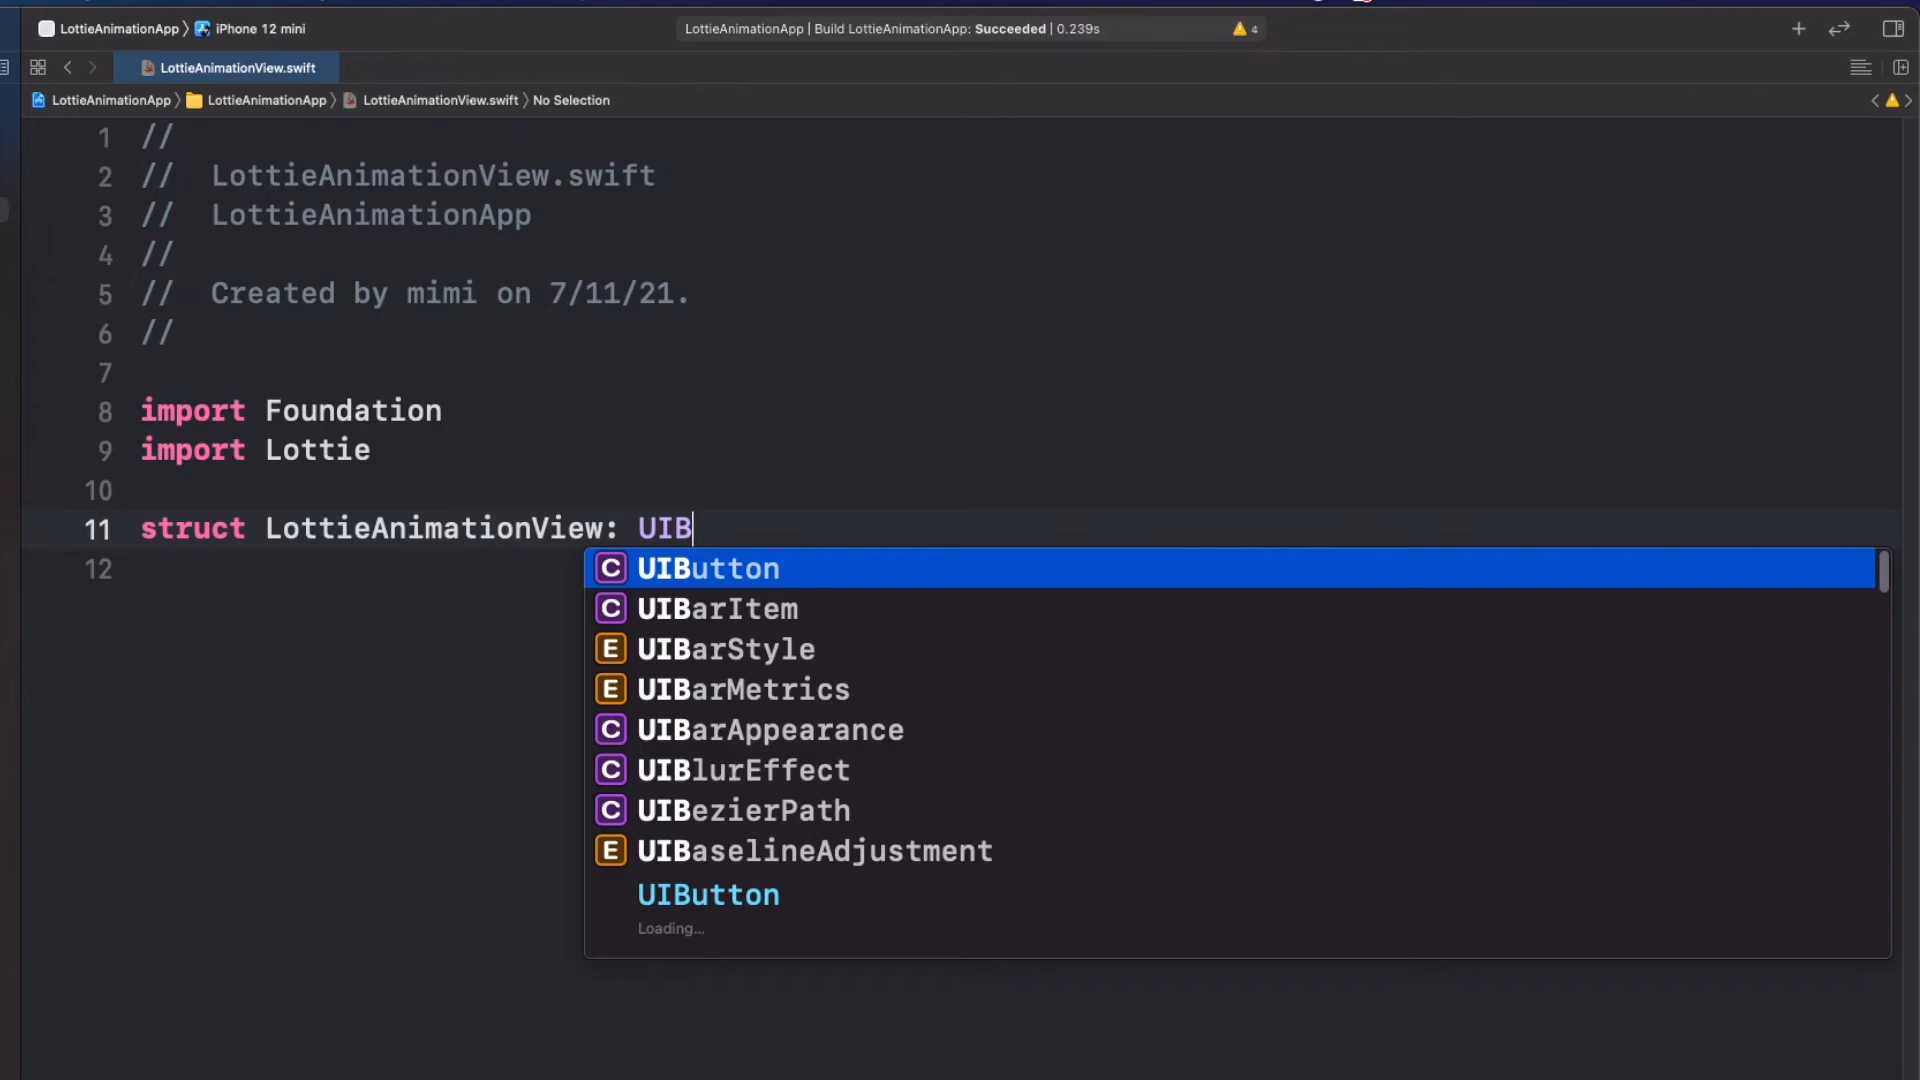 LottieAnimationApp 〉 iPhone 12 mini
LottieAnimationApp | Build LottieAnimationApp: Succeeded | 0.239s
4
LottieAnimationView.swift
LottieAnimationApp 〉 LottieAnimationApp 〉 LottieAnimationView.swift 〉 No Selection
1 //
2 //  LottieAnimationView.swift
3 //  LottieAnimationApp
4 //
5 //  Created by mimi on 7/11/21.
6 //
7
8 import Foundation
9 import Lottie
10
11 struct LottieAnimationView: UIB
12
C UIButton
C UIBarItem
E UIBarStyle
E UIBarMetrics
C UIBarAppearance
C UIBlurEffect
C UIBezierPath
E UIBaselineAdjustment
UIButton
Loading...